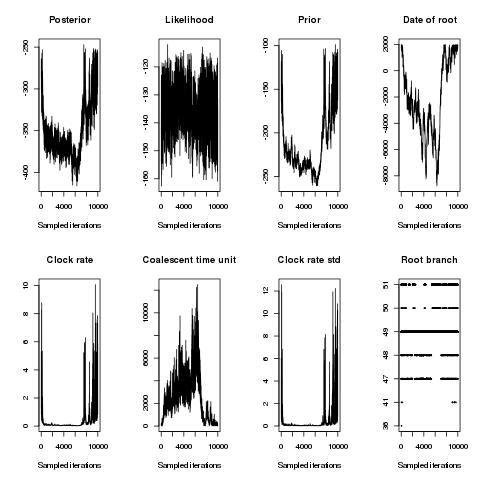 Posterior
Likelihood
Prior
Date of root
-250
-300
-350
-400
0 4000 10000
Sampled iterations
-120
-130
-140
-150
-160
0 4000 10000
Sampled iterations
-100
-150
-200
-250
0 4000 10000
Sampled iterations
2000
0
-2000
-4000
-6000
-8000
0 4000 10000
Sampled iterations
Clock rate
Coalescent time unit
Clock rate std
Root branch
10
8
6
4
2
0
0 4000 10000
Sampled iterations
10000
6000
2000
0
0 4000 10000
Sampled iterations
12
10
8
6
4
2
0
0 4000 10000
Sampled iterations
51
50
49
48
47
41
36
0 4000 10000
Sampled iterations